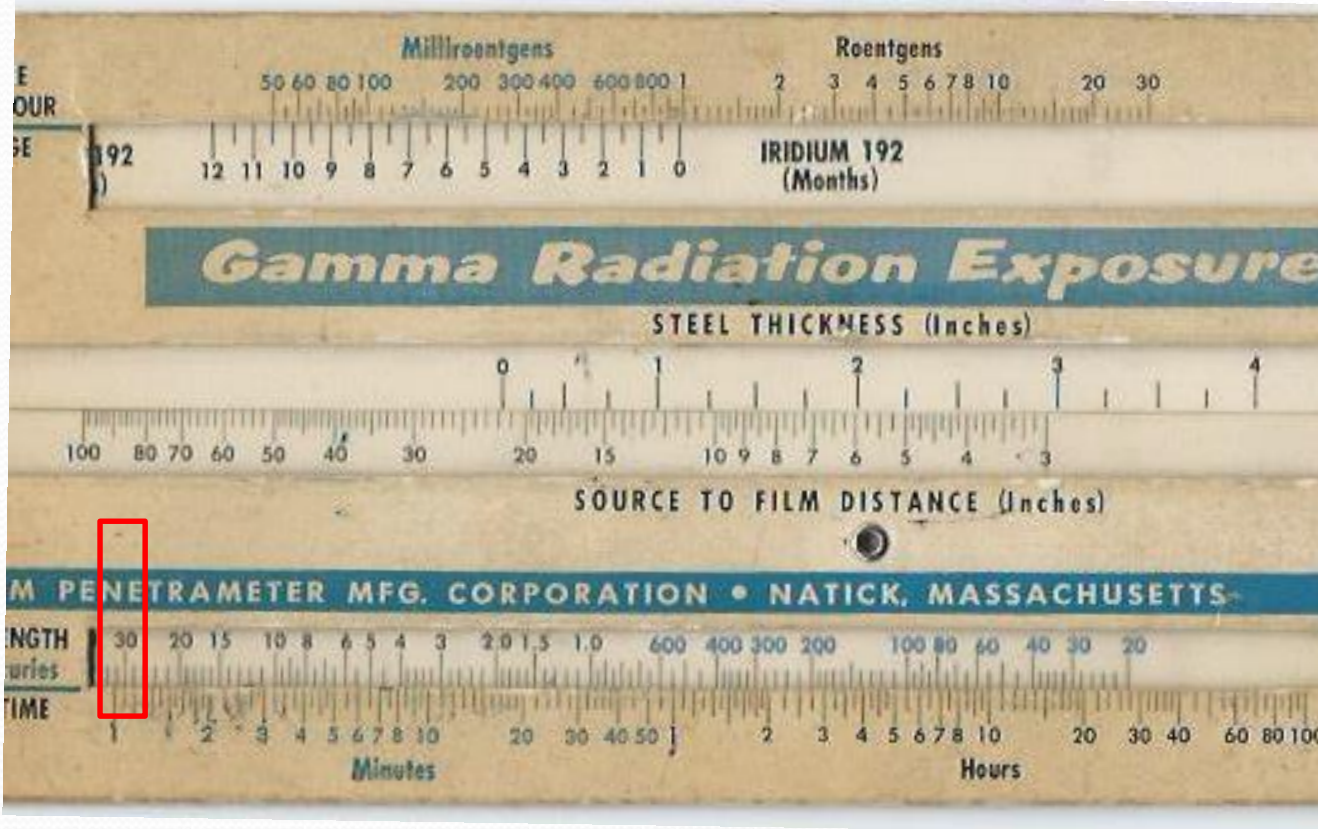 Milliroentgens Roentgens
E 50 60 80 100 200 300 400 600 800 1 2 3 4 5 6 7 8 10 20 30
OUR
GE 192 12 11 10 9 8 7 6 5 4 3 2 1 0 IRIDIUM 192
) (Months)
Gamma Radiation Exposure
STEEL THICKNESS (Inches)
0 1 2 3 4
100 80 70 60 50 40 30 20 15 10 9 8 7 6 5 4 3
SOURCE TO FILM DISTANCE (Inches)
M PENETRAMETER MFG. CORPORATION • NATICK, MASSACHUSETTS
ENGTH 30 20 15 10 8 6 5 4 3 2.0 1.5 1.0 600 400 300 200 100 80 60 40 30 20
uries
TIME
1 2 3 4 5 6 7 8 10 20 30 40 50 1 2 3 4 5 6 7 8 10 20 30 40 60 80 100
Minutes Hours